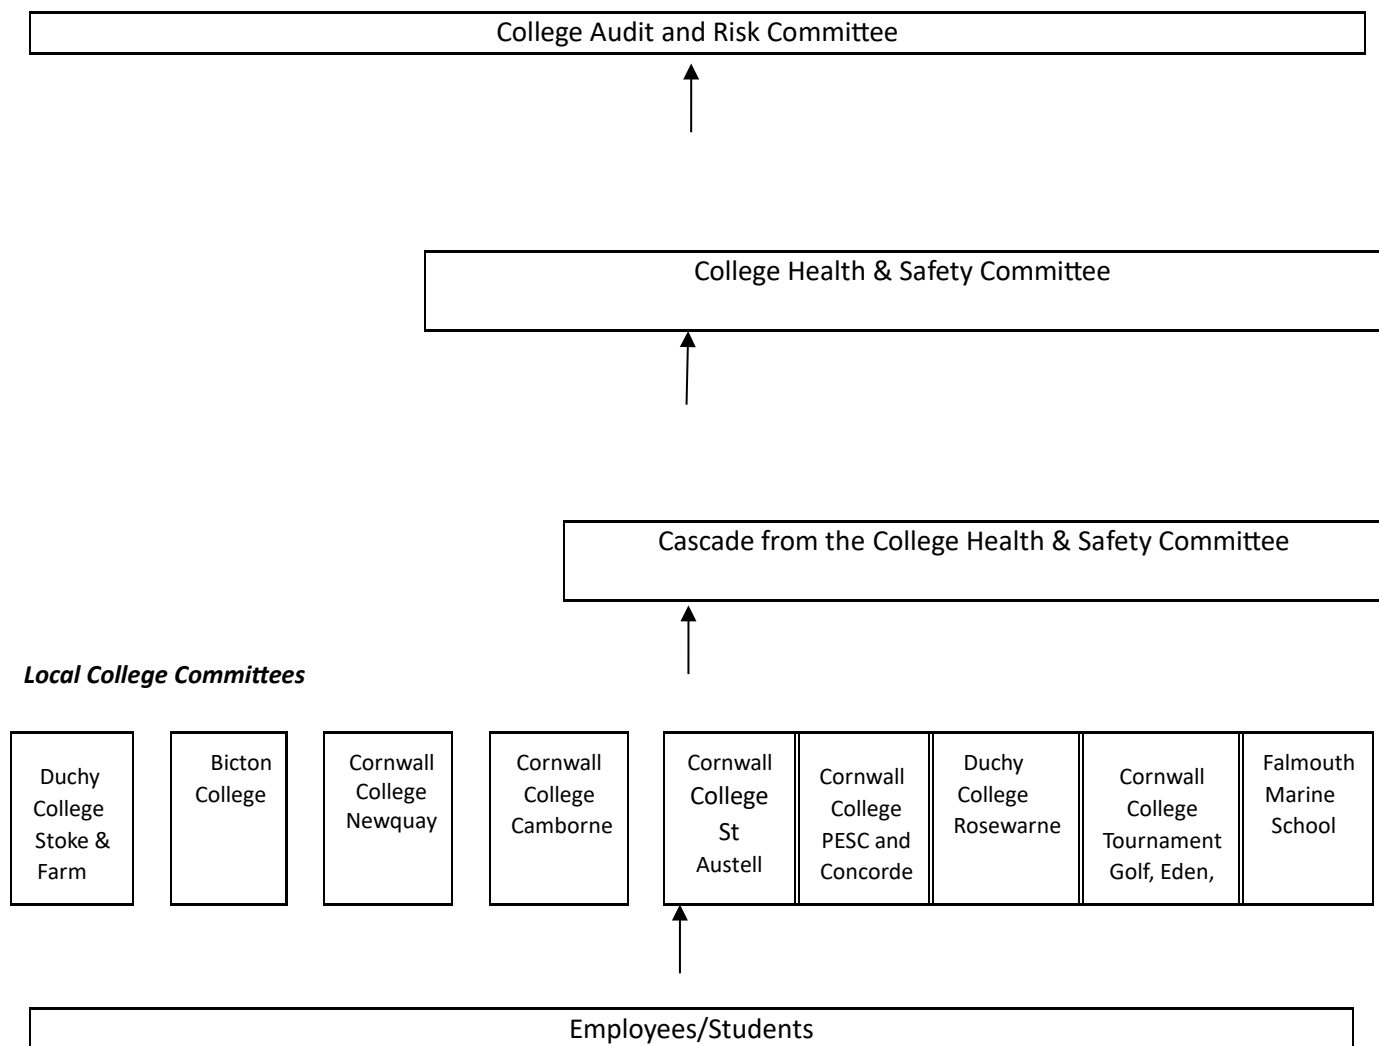 College Audit and Risk Committee
College Health & Safety Committee
Cascade from the College Health & Safety Committee
Local College Committees
Duchy
College
Stoke &
Farm
Bicton
College
Cornwall
College
Newquay
Cornwall
College
Camborne
Cornwall
College
St
Austell
Cornwall
College
PESC and
Concorde
Duchy
College
Rosewarne
Cornwall
College
Tournament
Golf, Eden,
Falmouth
Marine
School
Employees/Students